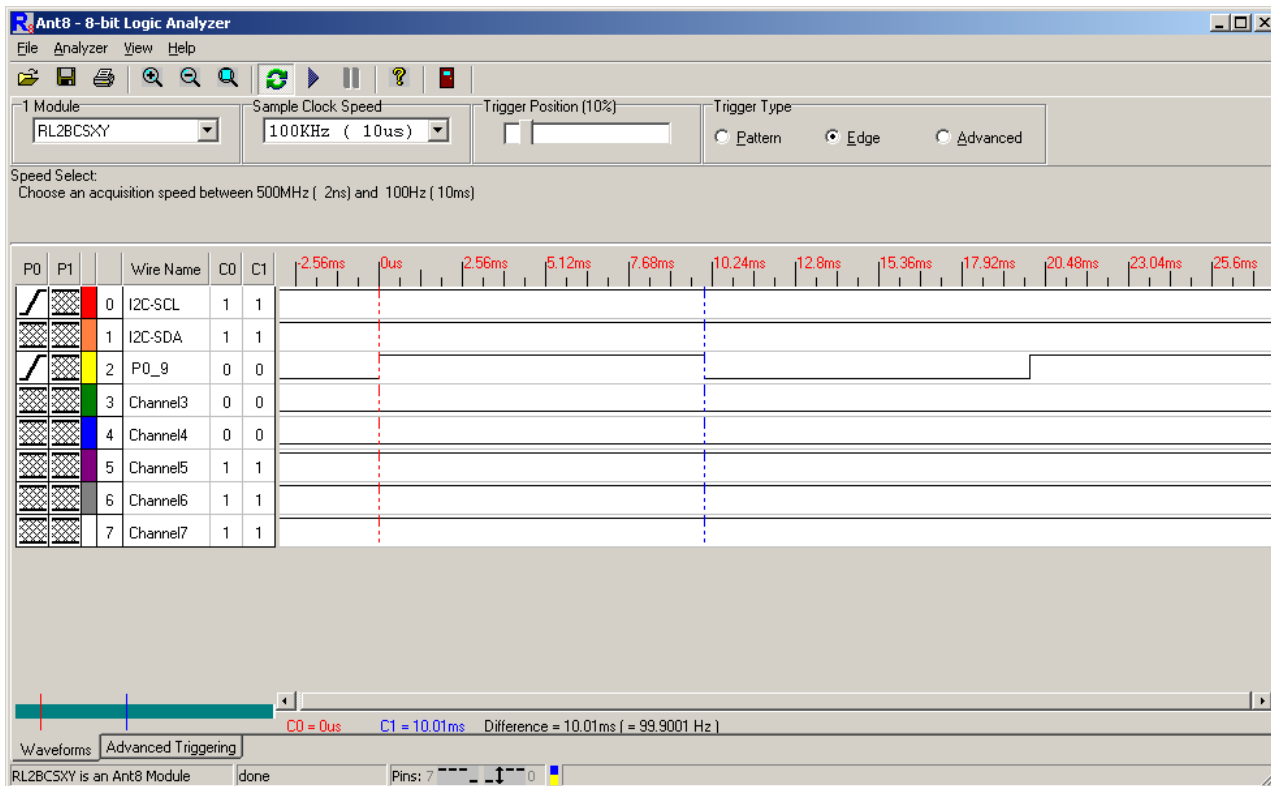 Ant8 - 8-bit Logic Analyzer
File Analyzer View Help
1 Module
RL2BCSXY
Sample Clock Speed
100KHz ( 10us)
Trigger Position (10%)
Trigger Type
Pattern Edge Advanced
Speed Select:
Choose an acquisition speed between 500MHz ( 2ns) and 100Hz ( 10ms)
P0 P1 Wire Name C0 C1 -2.56ms 0us 2.56ms 5.12ms 7.68ms 10.24ms 12.8ms 15.36ms 17.92ms 20.48ms 23.04ms 25.6ms
0 I2C-SCL 1 1
1 I2C-SDA 1 1
2 P0_9 0 0
3 Channel3 0 0
4 Channel4 0 0
5 Channel5 1 1
6 Channel6 1 1
7 Channel7 1 1
C0 = 0us C1 = 10.01ms Difference = 10.01ms ( = 99.9001 Hz )
Waveforms Advanced Triggering
RL2BCSXY is an Ant8 Module done Pins: 7 0